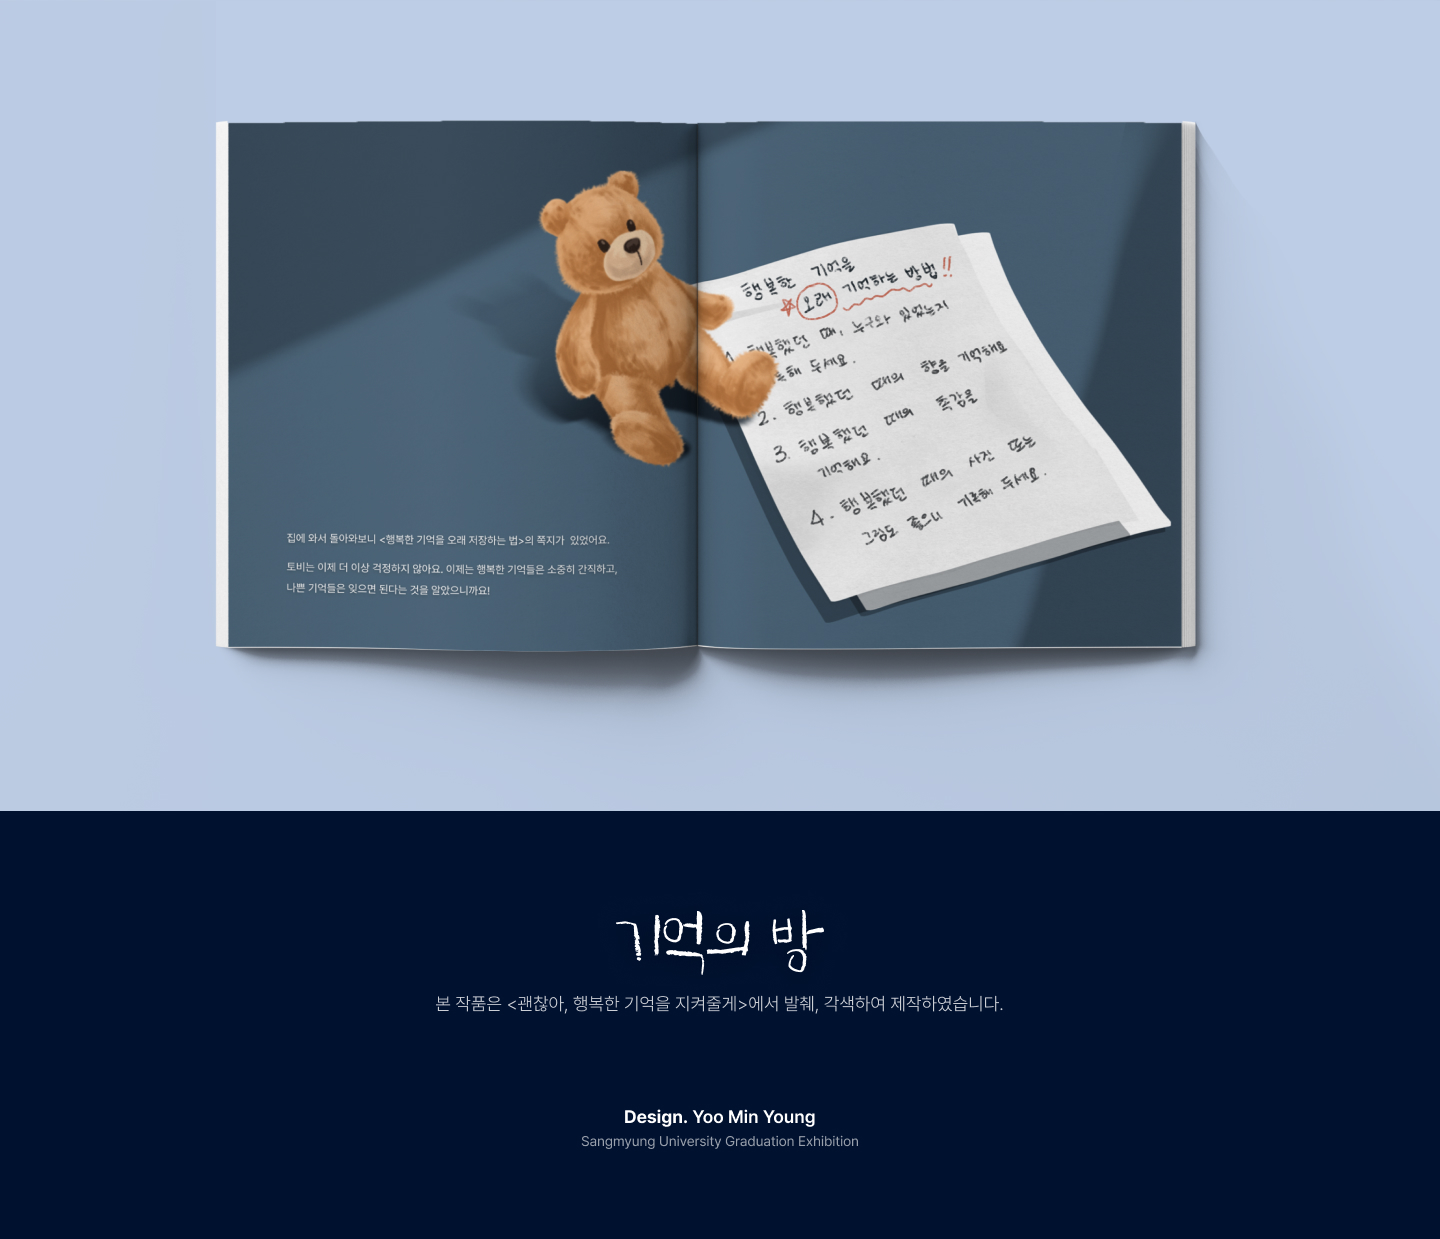 행복한 기억을
오래 기억하는 방법!!
1. 행복했던 때, 누구와 있었는지
해 두세요.
2. 행복했던 때의 향을 기억해요
3. 행복했던 때의 촉감을
기억해요.
4. 행복했던 때의 사진 또는
그림도 좋으니 기록해 두세요.
집에 와서 돌아와보니 <행복한 기억을 오래 저장하는 법>의 쪽지가 있었어요.
토비는 이제 더 이상 걱정하지 않아요. 이제는 행복한 기억들은 소중히 간직하고,
나쁜 기억들은 잊으면 된다는 것을 알았으니까요!
기억의 방
본 작품은 <괜찮아, 행복한 기억을 지켜줄게>에서 발췌, 각색하여 제작하였습니다.
Design. Yoo Min Young
Sangmyung University Graduation Exhibition